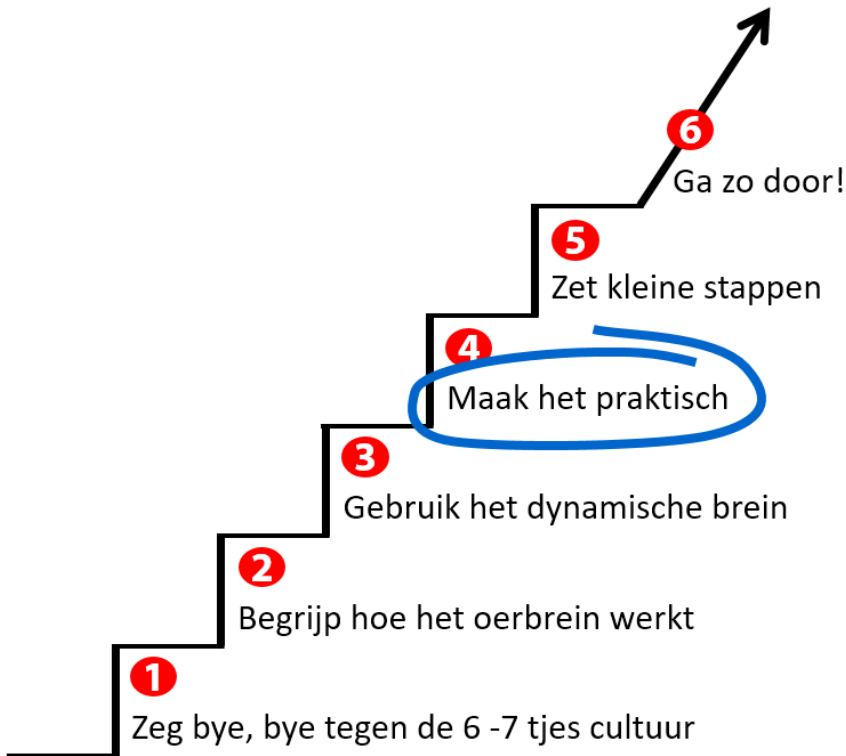 6
Ga zo door!
5
Zet kleine stappen
4
Maak het praktisch
3
Gebruik het dynamische brein
2
Begrijp hoe het oerbrein werkt
1
Zeg bye, bye tegen de 6 -7 tjes cultuur